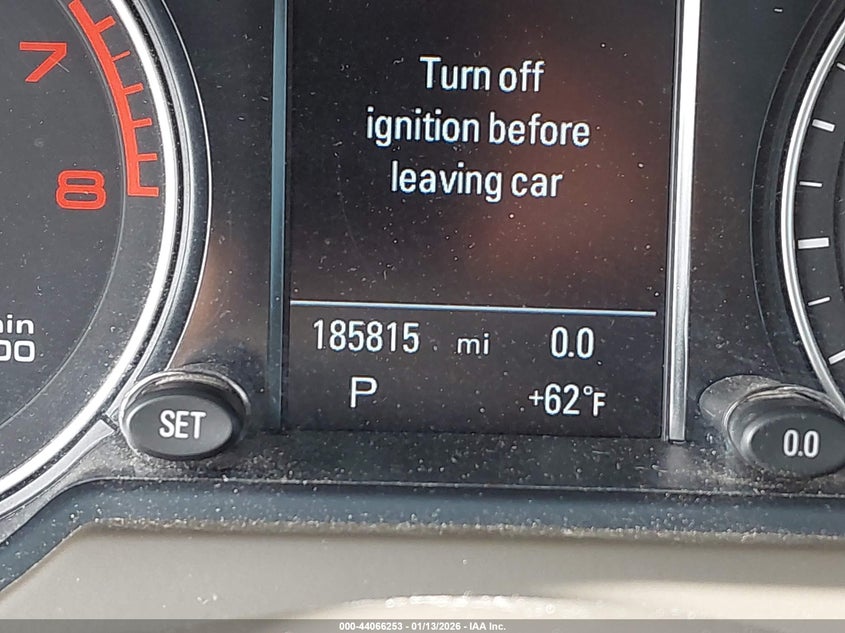 7
8
Turn off
ignition before
leaving car
185815 mi 0.0
P +62°F
SET
0.0
000-44066253 - 01/13/2026 - IAA Inc.